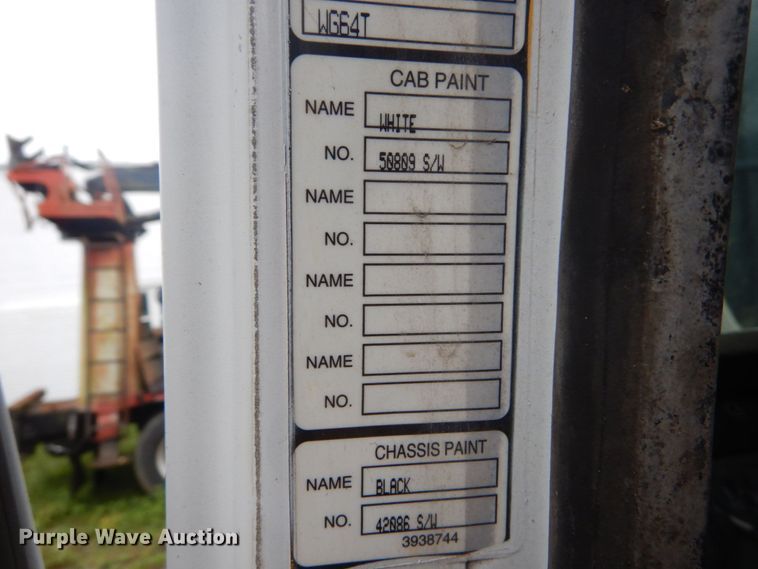 WG64T
CAB PAINT
NAME WHITE
NO. 50809 S/W
NAME
NO.
NAME
NO.
NAME
NO.
CHASSIS PAINT
NAME BLACK
NO. 42086 S/W
3938744
Purple Wave Auction